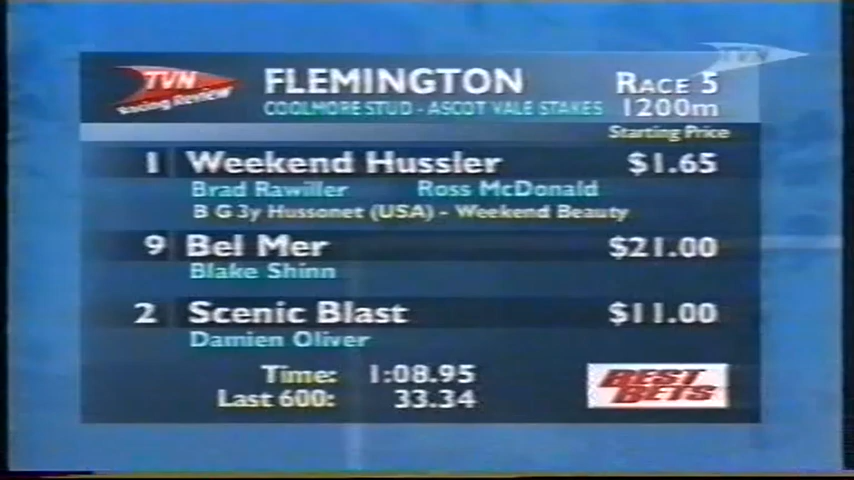 TVN
TVN
Racing Review
FLEMINGTON
RACE 5
COOLMORE STUD - ASCOT VALE STAKES
1200m
Starting Price
1 Weekend Hussler $1.65
Brad Rawiller Ross McDonald
B G 3y Hussonet (USA) - Weekend Beauty
9 Bel Mer $21.00
Blake Shinn
2 Scenic Blast $11.00
Damien Oliver
Time: 1:08.95
Last 600: 33.34
BEST
BETS